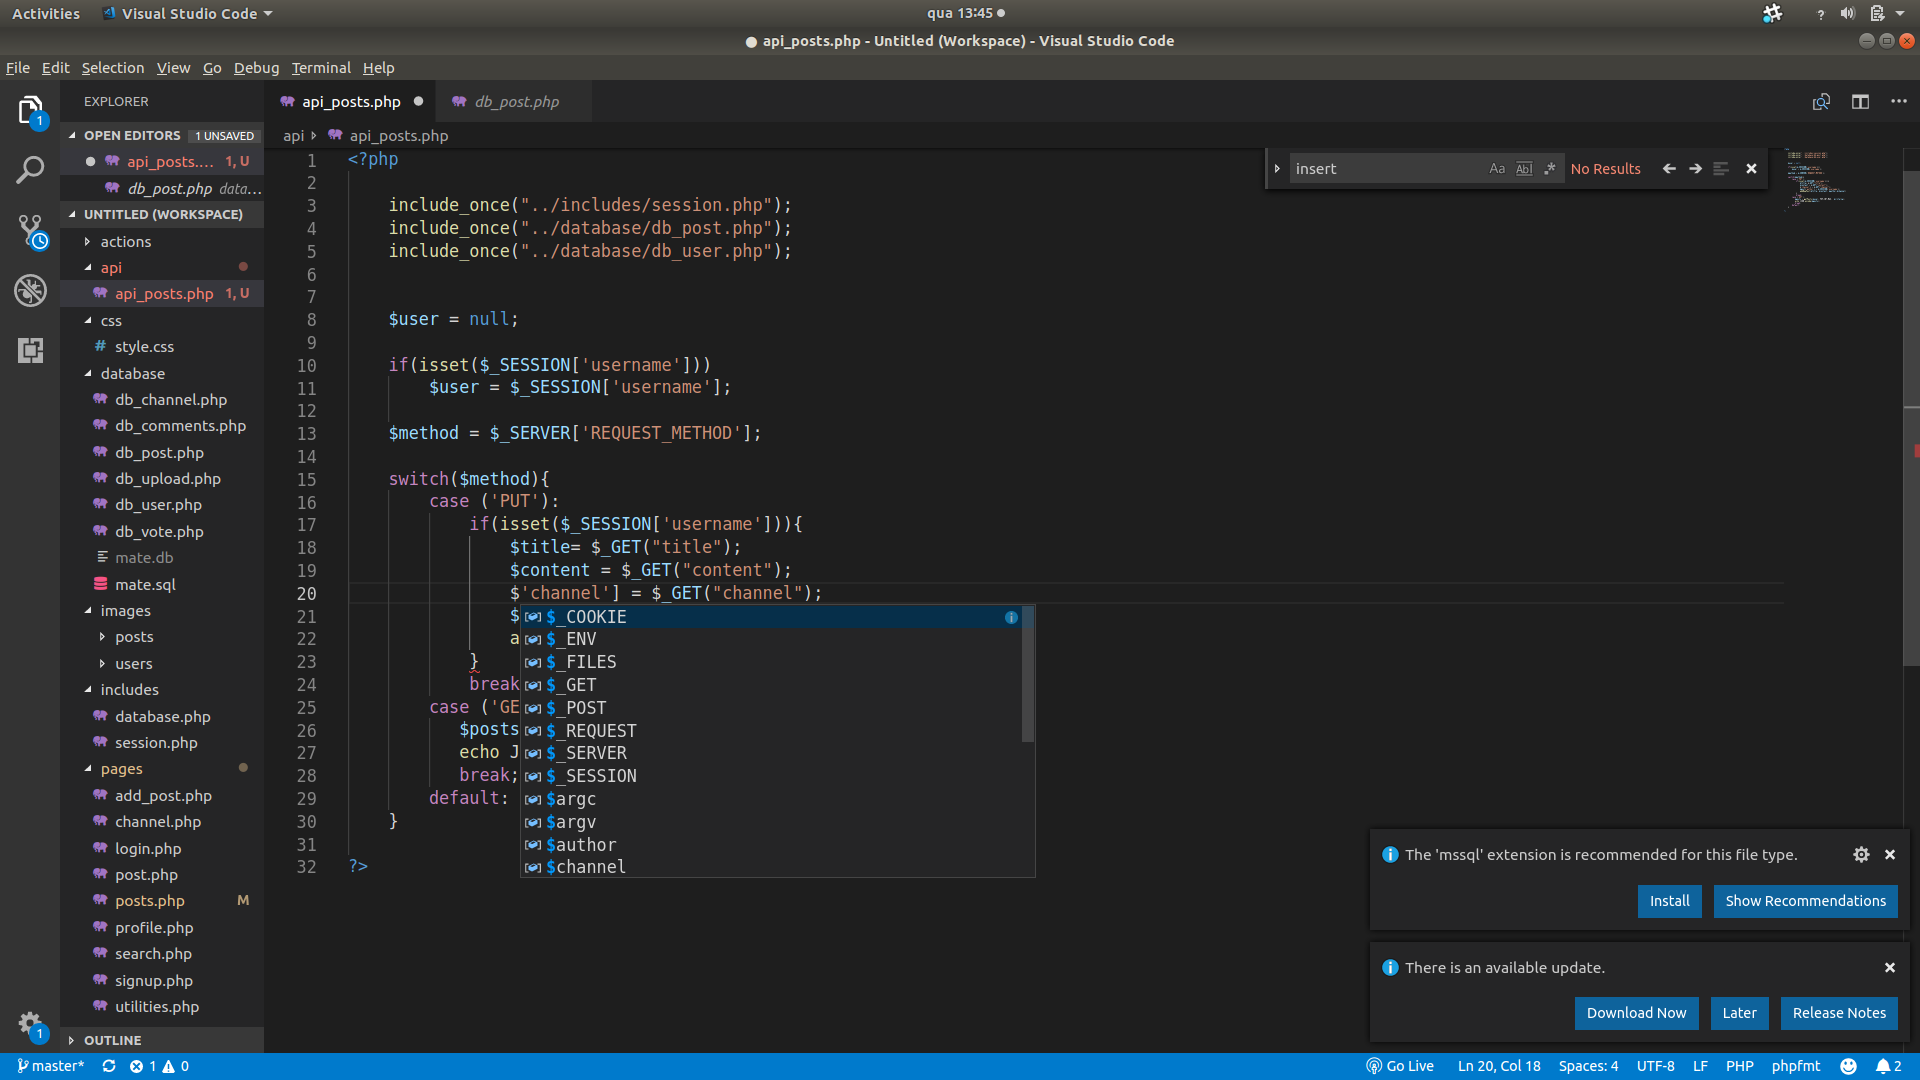 Activities
Visual Studio Code
qua 13:45
?
● api_posts.php - Untitled (Workspace) - Visual Studio Code
File Edit Selection View Go Debug Terminal Help
1
1
EXPLORER
OPEN EDITORS 1 UNSAVED
api_posts.... 1, U
db_post.php data...
UNTITLED (WORKSPACE)
actions
api
api_posts.php 1, U
css
# style.css
database
db_channel.php
db_comments.php
db_post.php
db_upload.php
db_user.php
db_vote.php
mate.db
mate.sql
images
posts
users
includes
database.php
session.php
pages
add_post.php
channel.php
login.php
post.php
posts.php M
profile.php
search.php
signup.php
utilities.php
OUTLINE
api_posts.php
db_post.php
api › api_posts.php
insert Aa Abl .* No Results
1 <?php
2
3 include_once("../includes/session.php");
4 include_once("../database/db_post.php");
5 include_once("../database/db_user.php");
6
7
8 $user = null;
9
10 if(isset($_SESSION['username']))
11 $user = $_SESSION['username'];
12
13 $method = $_SERVER['REQUEST_METHOD'];
14
15 switch($method){
16 case ('PUT'):
17 if(isset($_SESSION['username'])){
18 $title= $_GET("title");
19 $content = $_GET("content");
20 $'channel'] = $_GET("channel");
21 $
22 a
23 }
24 break
25 case ('GE
26 $posts
27 echo J
28 break;
29 default:
30 }
31
32 ?>
$_COOKIE
$_ENV
$_FILES
$_GET
$_POST
$_REQUEST
$_SERVER
$_SESSION
$argc
$argv
$author
$channel
The 'mssql' extension is recommended for this file type.
Install
Show Recommendations
There is an available update.
Download Now
Later
Release Notes
master* 1 0
Go Live
Ln 20, Col 18
Spaces: 4
UTF-8
LF
PHP
phpfmt
2